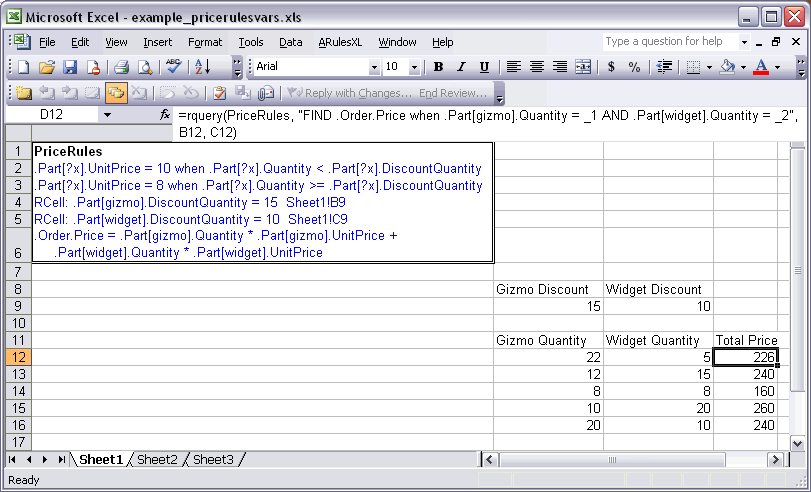 Microsoft Excel - example_pricerulesvars.xls
File Edit View Insert Format Tools Data ARulesXL Window Help Type a question for help
Arial 10 B I U $ %
Reply with Changes... End Review...
D12 fx =rquery(PriceRules, "FIND .Order.Price when .Part[gizmo].Quantity = _1 AND .Part[widget].Quantity = _2",
B12, C12)
1 PriceRules
2 .Part[?x].UnitPrice = 10 when .Part[?x].Quantity < .Part[?x].DiscountQuantity
3 .Part[?x].UnitPrice = 8 when .Part[?x].Quantity >= .Part[?x].DiscountQuantity
4 RCell: .Part[gizmo].DiscountQuantity = 15 Sheet1!B9
5 RCell: .Part[widget].DiscountQuantity = 10 Sheet1!C9
.Order.Price = .Part[gizmo].Quantity * .Part[gizmo].UnitPrice +
6 .Part[widget].Quantity * .Part[widget].UnitPrice
7
8 Gizmo Discount Widget Discount
9 15 10
10
11 Gizmo Quantity Widget Quantity Total Price
12 22 5 226
13 12 15 240
14 8 8 160
15 10 20 260
16 20 10 240
17
Sheet1 Sheet2 Sheet3
Ready